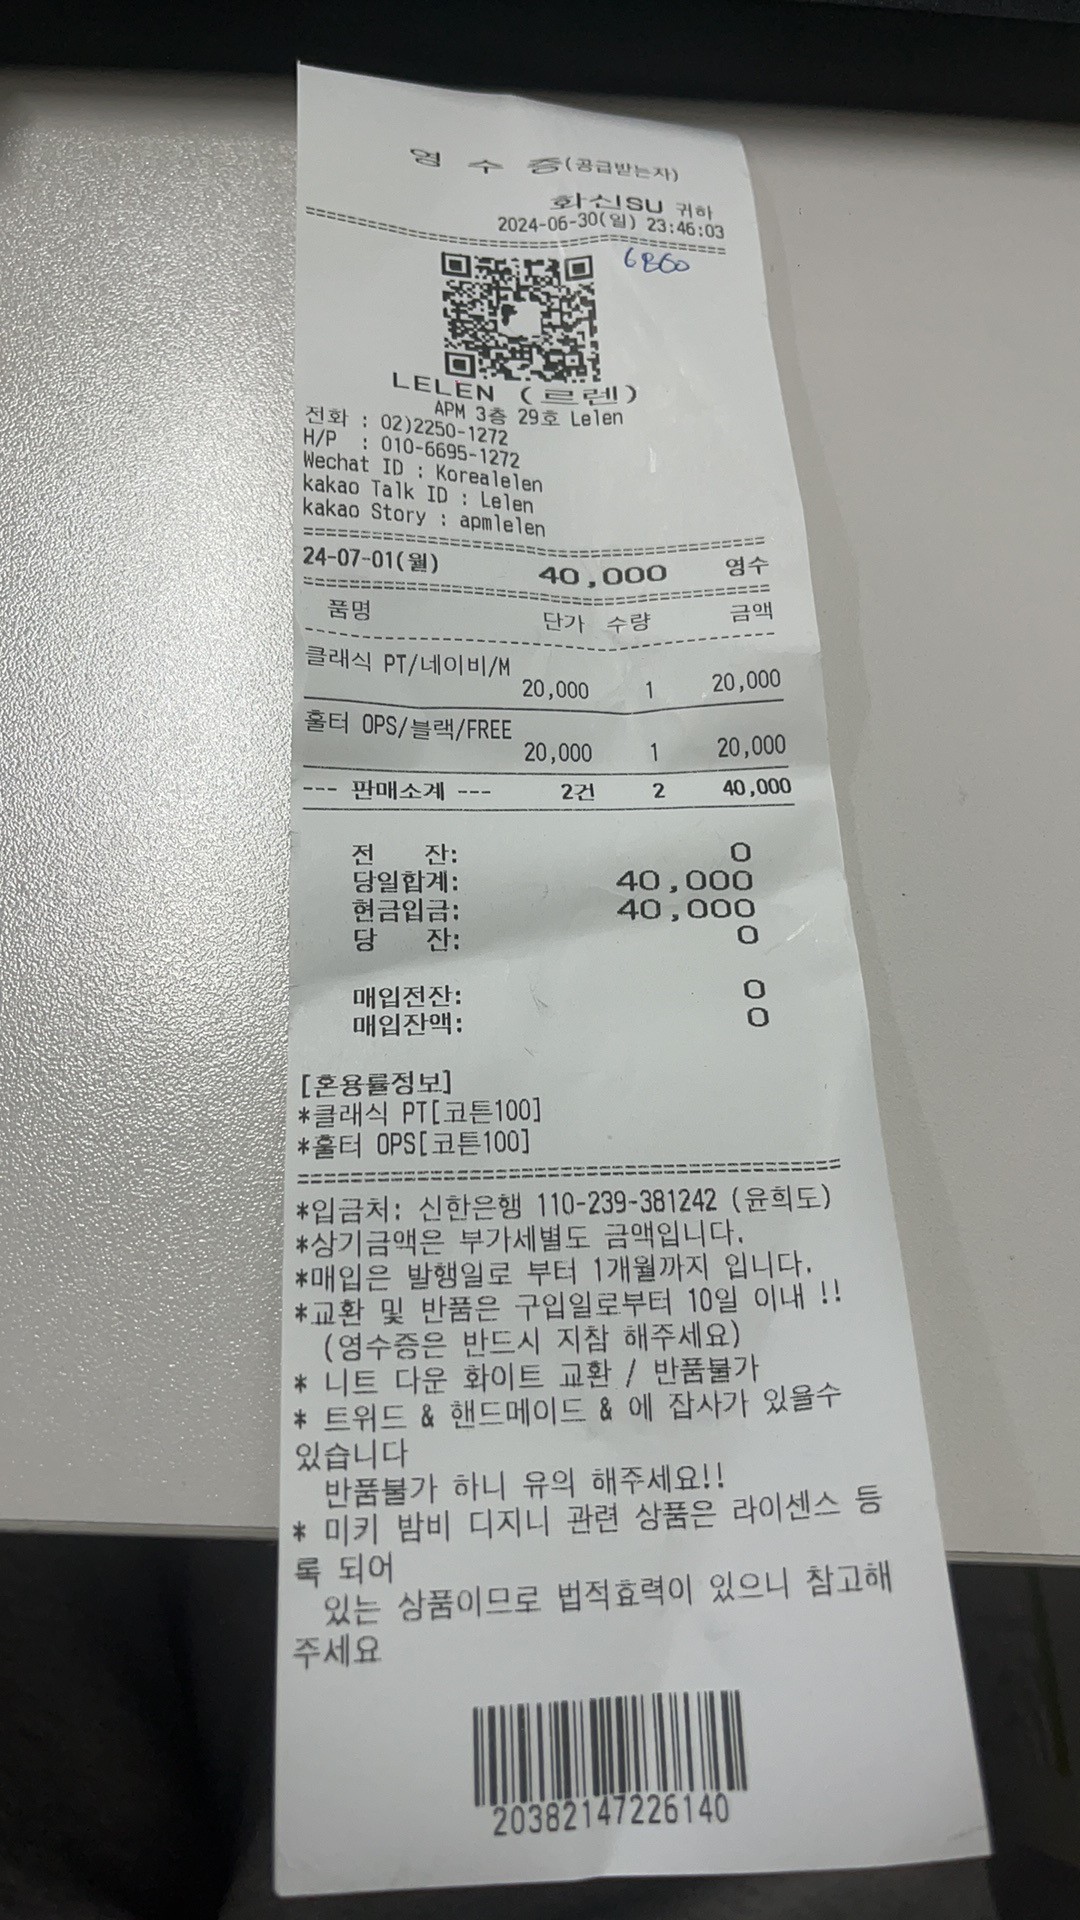 영 수 증(공급받는자)
화신SU 귀하
2024-06-30(일) 23:46:03
6860
LELEN (르렌)
APM 3층 29호 Lelen
전화 : 02)2250-1272
H/P : 010-6695-1272
Wechat ID : Korealelen
kakao Talk ID : Lelen
kakao Story : apmlelen
24-07-01(월) 40,000 영수
품명 단가 수량 금액
클래식 PT/네이비/M
20,000 1 20,000
홀터 OPS/블랙/FREE
20,000 1 20,000
--- 판매소계 --- 2건 2 40,000
전 잔: 0
당일합계: 40,000
현금입금: 40,000
당 잔: 0
매입전잔: 0
매입잔액: 0
[혼용률정보]
*클래식 PT[코튼100]
*홀터 OPS[코튼100]
*입금처: 신한은행 110-239-381242 (윤희도)
*상기금액은 부가세별도 금액입니다.
*매입은 발행일로 부터 1개월까지 입니다.
*교환 및 반품은 구입일로부터 10일 이내 !!
(영수증은 반드시 지참 해주세요)
* 니트 다운 화이트 교환 / 반품불가
* 트위드 & 핸드메이드 & 에 잡사가 있을수
있습니다
반품불가 하니 유의 해주세요!!
* 미키 밤비 디지니 관련 상품은 라이센스 등
록 되어
있는 상품이므로 법적효력이 있으니 참고해
주세요
20382147226140